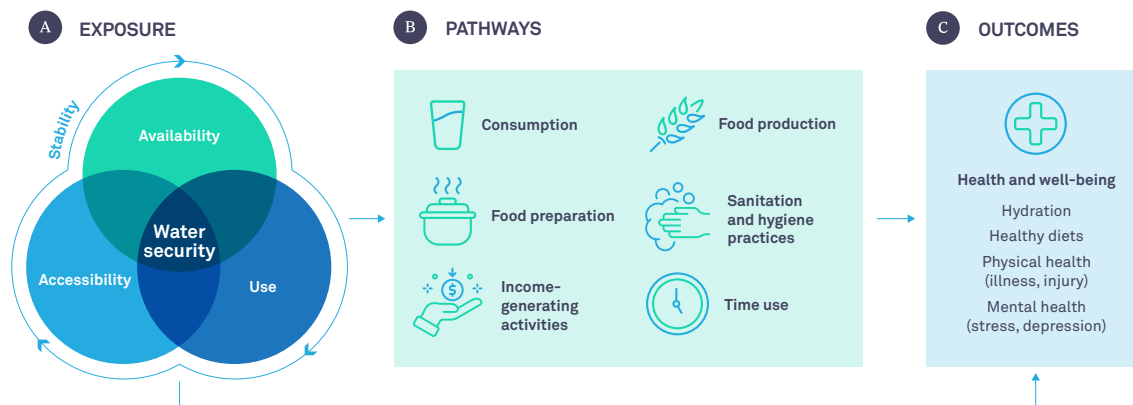 A EXPOSURE
Stability
Availability
Water
security
Accessibility
Use
B PATHWAYS
Consumption
Food production
Food preparation
Sanitation
and hygiene
practices
$
Income-
generating
activities
Time use
C OUTCOMES
Health and well-being
Hydration
Healthy diets
Physical health
(illness, injury)
Mental health
(stress, depression)